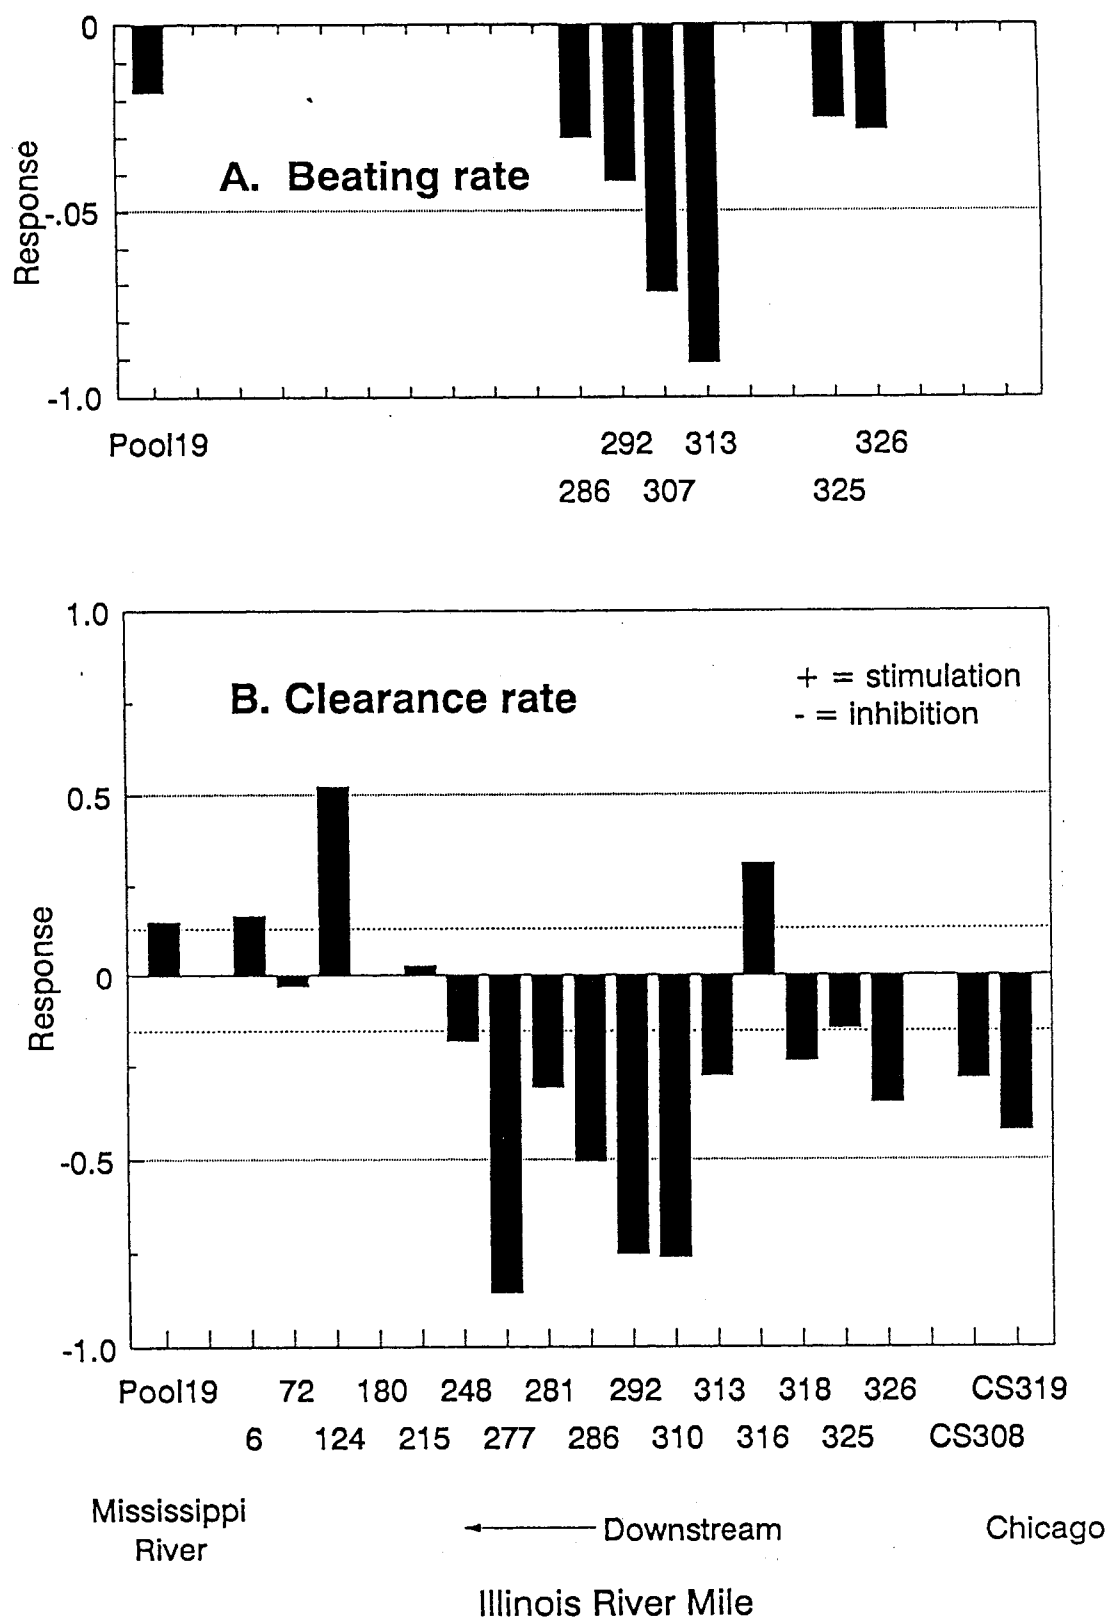 0
A. Beating rate
Response
-.05
-1.0
Pool19 292 313 326
286 307 325
1.0
+ = stimulation
B. Clearance rate
- = inhibition
0.5
Response
0
-0.5
-1.0
Pool19 72 180 248 281 292 313 318 326 CS319
6 124 215 277 286 310 316 325 CS308
Mississippi
River
Downstream
Chicago
Illinois River Mile